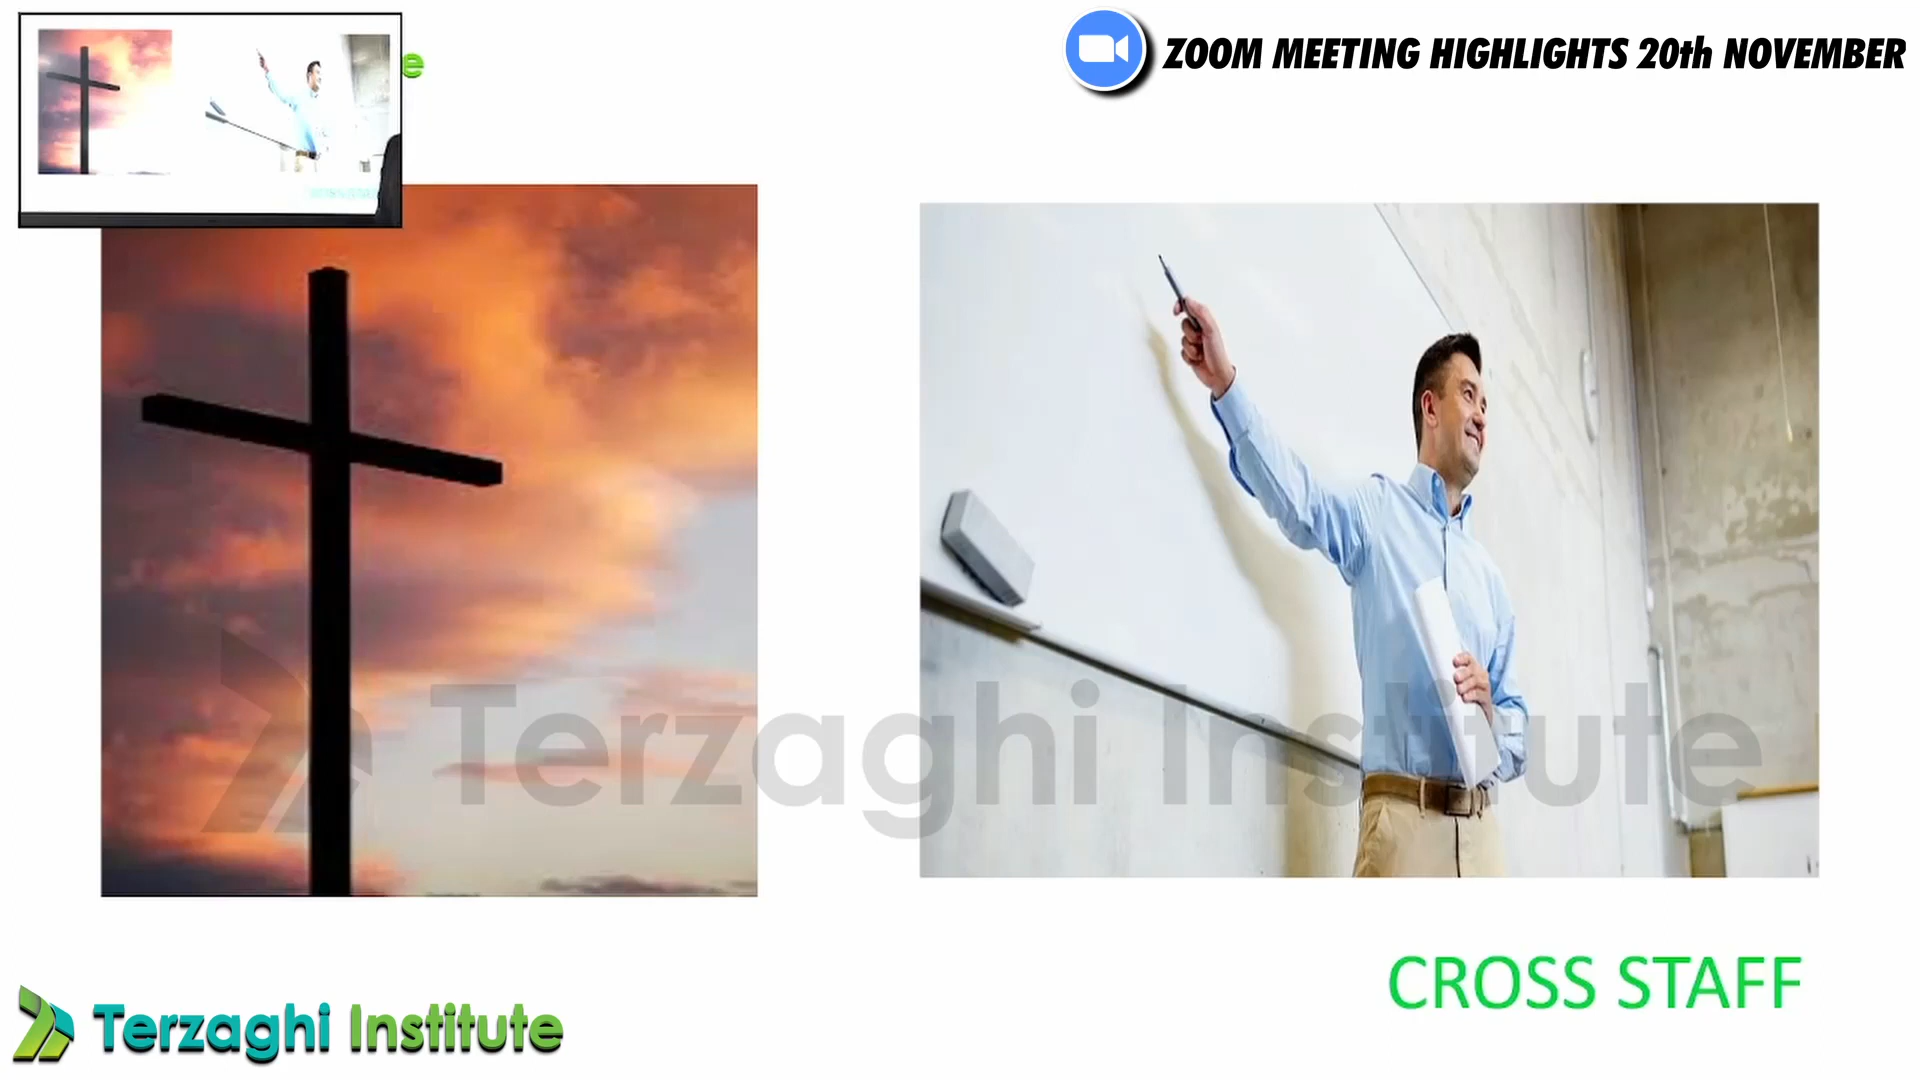 e
ZOOM MEETING HIGHLIGHTS 20th NOVEMBER
Terzaghi Institute
CROSS STAFF
Terzaghi Institute